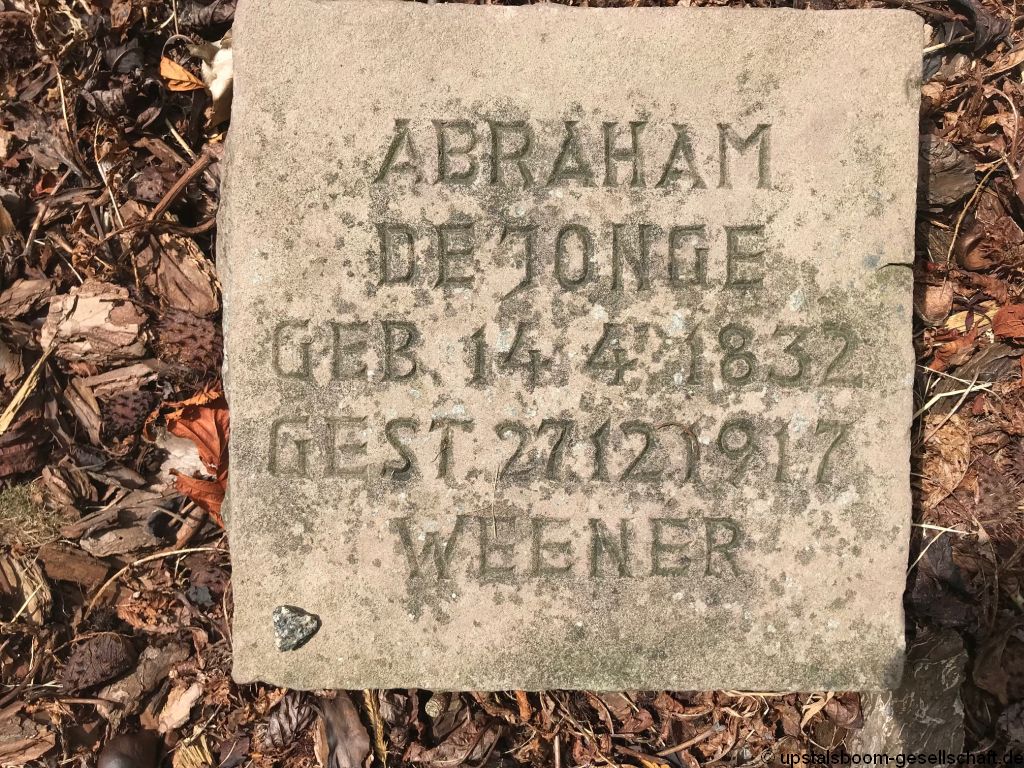 ABRAHAM
DE JONGE
GEB. 14. 4. 1832
GEST. 27.12.1917
WEENER
© upstalsboom-gesellschaft.de